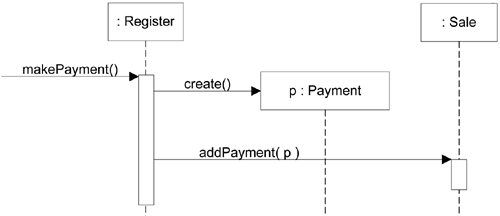 : Register
: Sale
makePayment()
create()
p : Payment
addPayment( p )